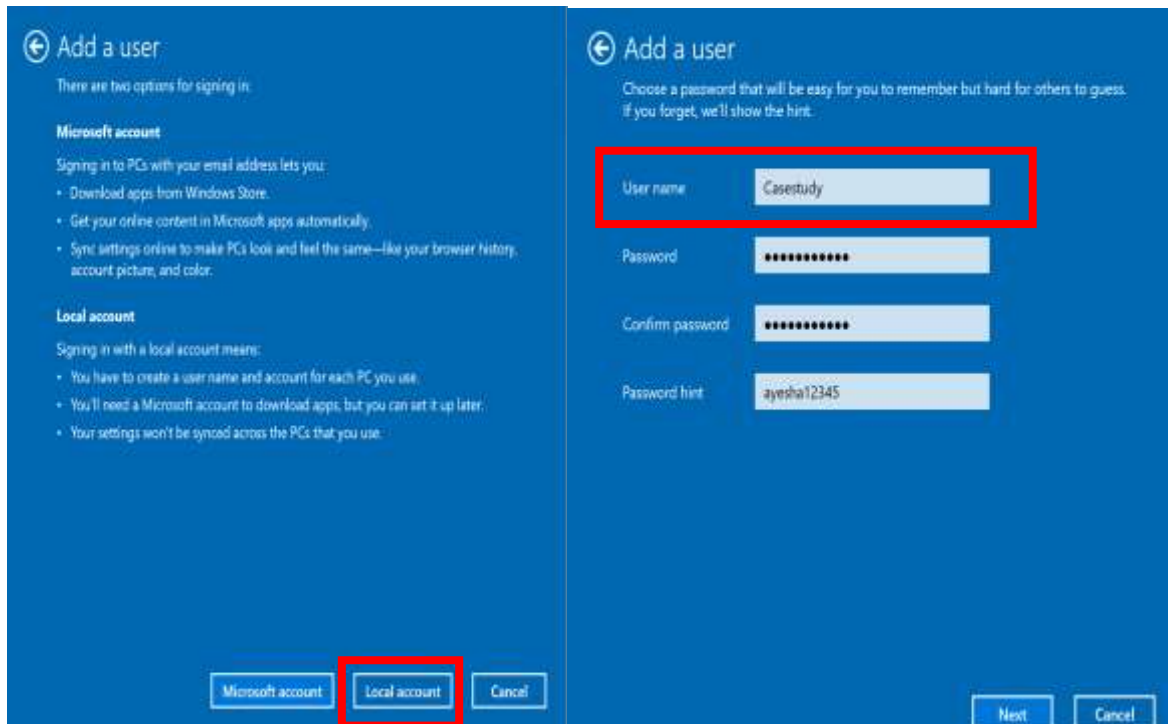 Add a user
There are two options for signing in:
Microsoft account
Signing in to PCs with your email address lets you:
• Download apps from Windows Store.
• Get your online content in Microsoft apps automatically.
• Sync settings online to make PCs look and feel the same—like your browser history,
account picture, and color.
Local account
Signing in with a local account means:
• You have to create a user name and account for each PC you use.
• You'll need a Microsoft account to download apps, but you can set it up later.
• Your settings won't be synced across the PCs that you use.
Microsoft account
Local account
Cancel
Add a user
Choose a password that will be easy for you to remember but hard for others to guess.
If you forget, we'll show the hint.
User name
Casestudy
Password
•••••••••••
Confirm password
•••••••••••
Password hint
ayesha12345
Next
Cancel